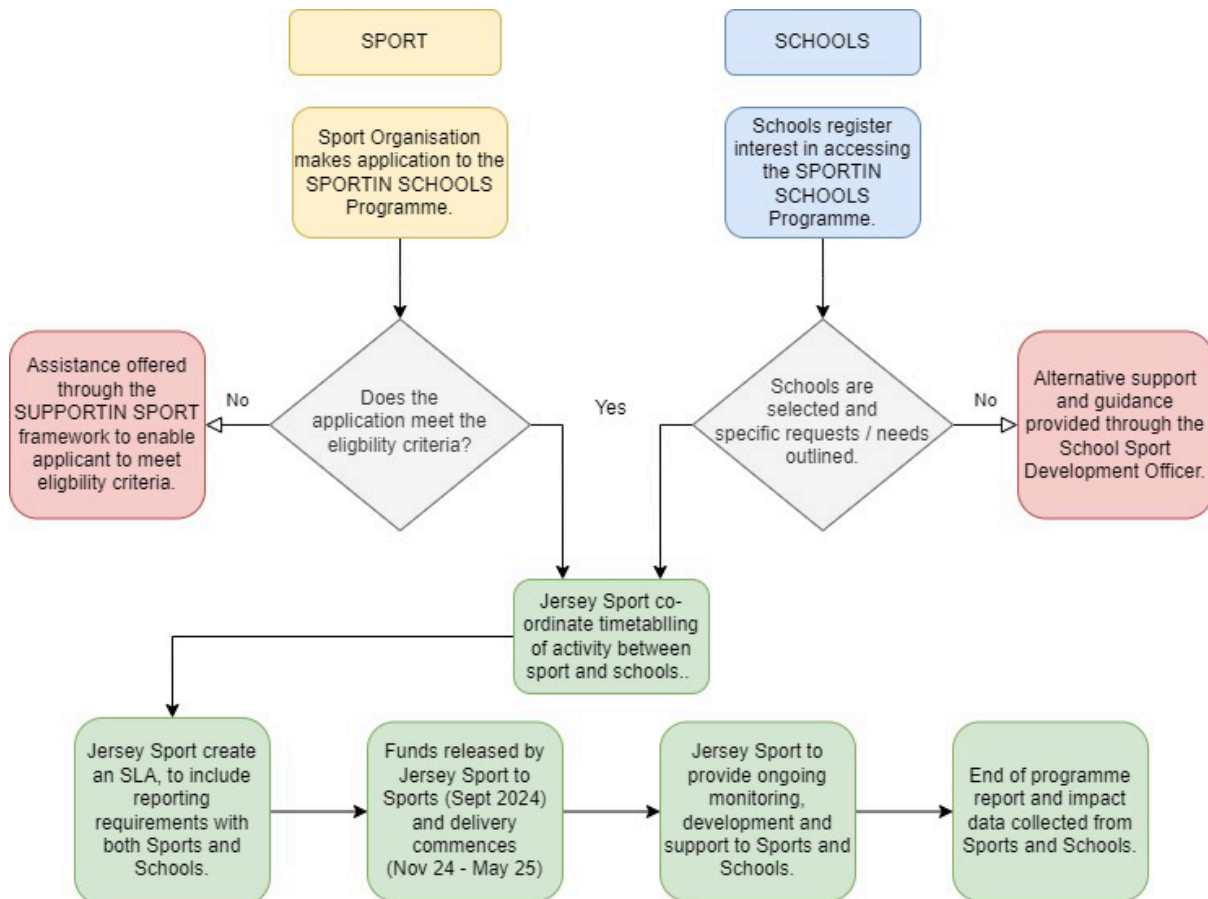 SPORT
SCHOOLS
Sport Organisation
makes application to the
SPORTIN SCHOOLS
Programme.
Schools register
interest in accessing
the SPORTIN
SCHOOLS
Programme.
Assistance offered
through the
SUPPORTIN SPORT
framework to enable
applicant to meet
eligbility criteria.
No
Does the
application meet the
eligbility criteria?
Yes
Schools are
selected and
specific requests / needs
outlined.
No
Alternative support
and guidance
provided through the
School Sport
Development Officer.
Jersey Sport co-
ordinate timetablling
of activity between
sport and schools..
Jersey Sport create
an SLA, to include
reporting
requirements with
both Sports and
Schools.
Funds released by
Jersey Sport to
Sports (Sept 2024)
and delivery
commences
(Nov 24 - May 25)
Jersey Sport to
provide ongoing
monitoring,
development and
support to Sports and
Schools.
End of programme
report and impact
data collected from
Sports and Schools.